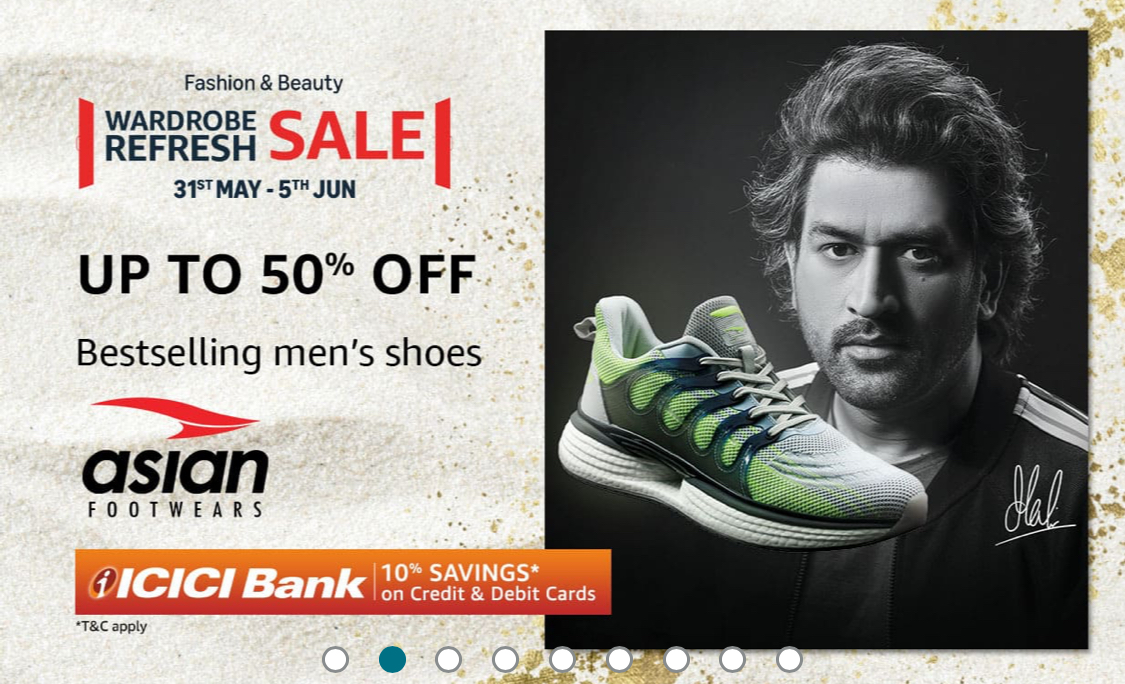 Fashion & Beauty
WARDROBE
REFRESH SALE
31ST MAY - 5TH JUN
UP TO 50% OFF
Bestselling men's shoes
asian
FOOTWEARS
ICICI Bank
10% SAVINGS*
on Credit & Debit Cards
*T&C apply